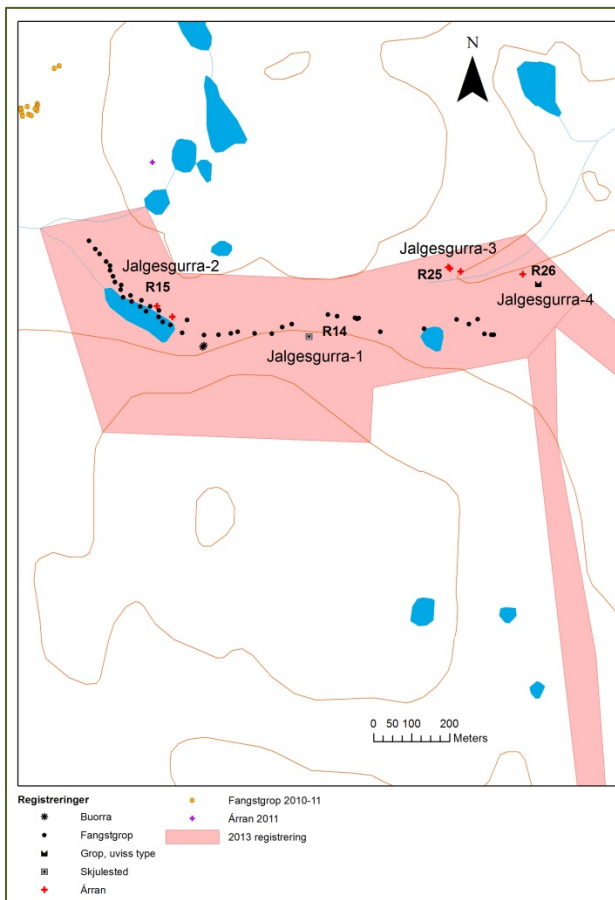 N
Jalgesgurra-3
Jalgesgurra-2
R25
R26
R15
Jalgesgurra-4
R14
Jalgesgurra-1
0 50 100 200
Meters
Registreringer
Buorra
Fangstgrop
Grop, uviss type
Skjulested
Árran
Fangstgrop 2010-11
Árran 2011
2013 registrering